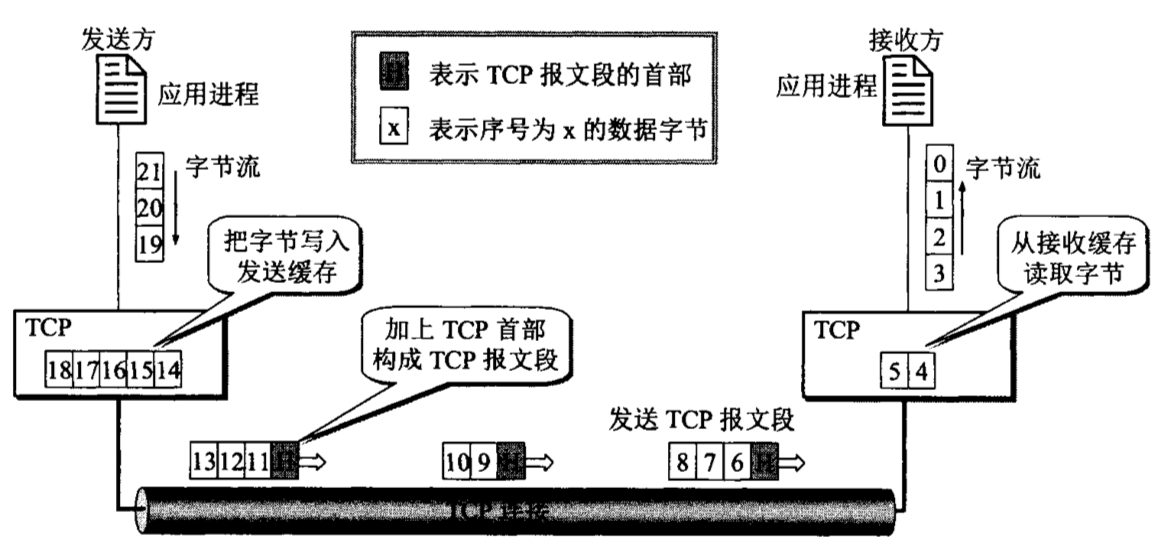 发送方
接收方
应用进程
应用进程
H 表示 TCP 报文段的首部
x 表示序号为 x 的数据字节
21
20
19
字节流
0
1
2
3
字节流
把字节写入
发送缓存
从接收缓存
读取字节
TCP
TCP
18 17 16 15 14
5 4
加上 TCP 首部
构成 TCP 报文段
发送 TCP 报文段
13 12 11 H
10 9 H
8 7 6 H
TCP 连接